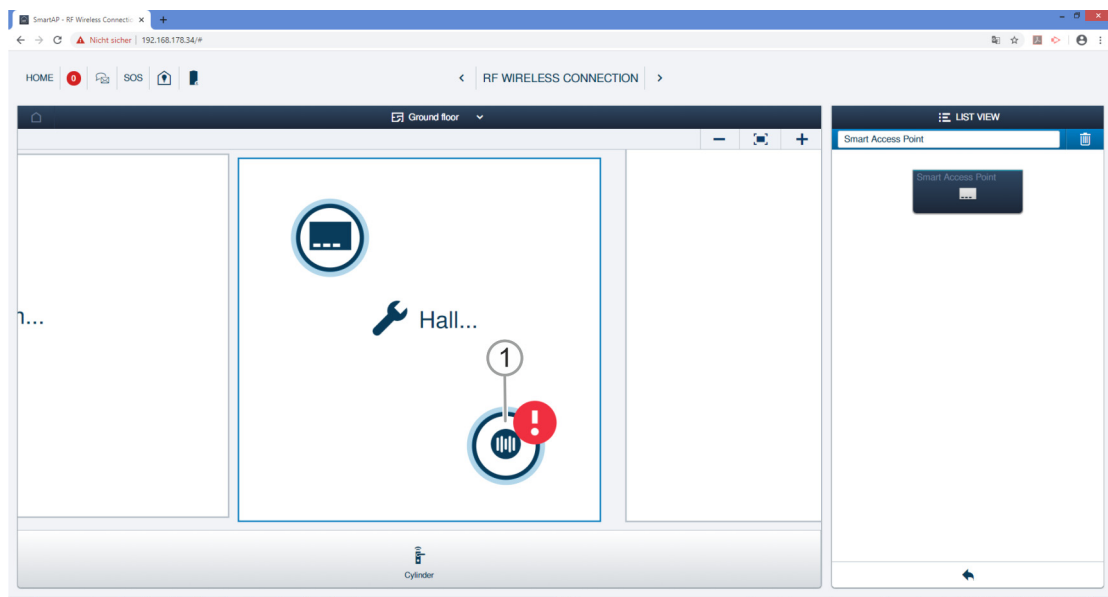 SmartAP - RF Wireless Connectio
Nicht sicher | 192.168.178.34/#
HOME 0 SOS RF WIRELESS CONNECTION
Ground floor
LIST VIEW
Smart Access Point
Smart Access Point
...
Hall...
1
!
Cylinder